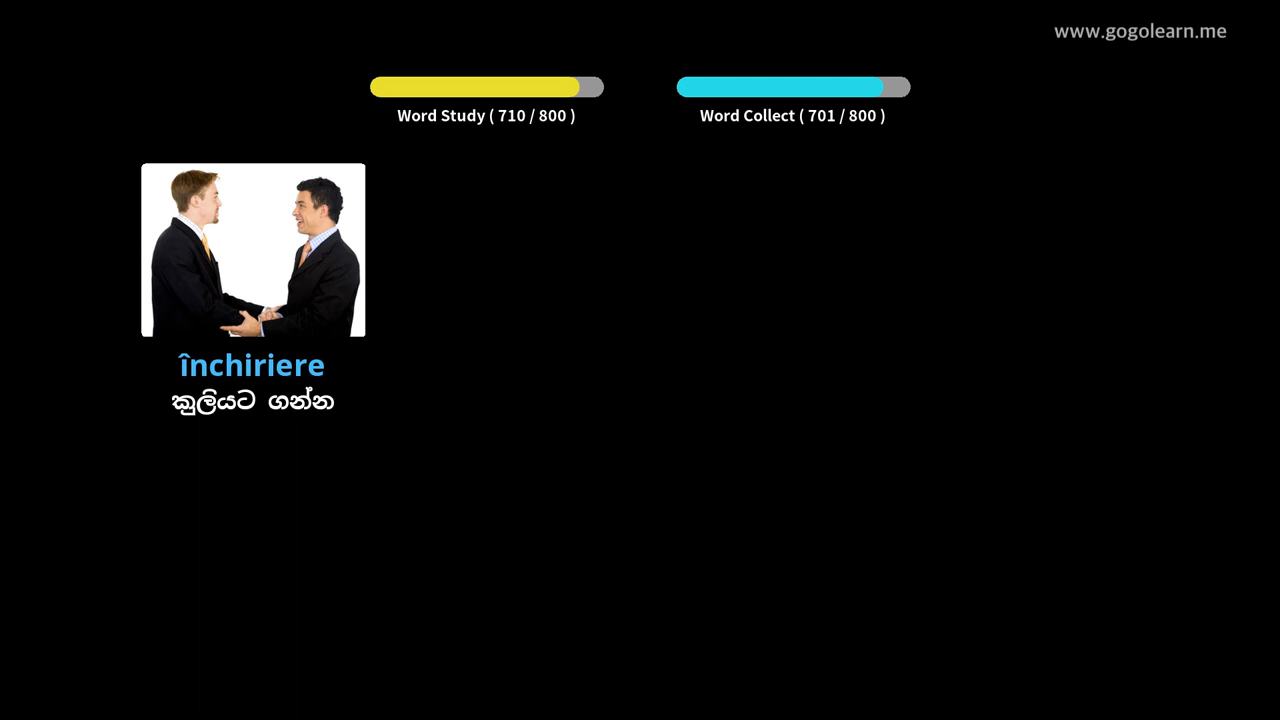 www.gogolearn.me
Word Study ( 710 / 800 )
Word Collect ( 701 / 800 )
închiriere
කුලියට ගන්න